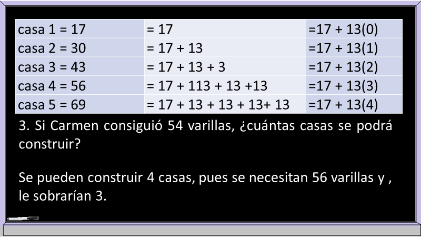 casa 1 = 17 = 17 =17 + 13(0)
casa 2 = 30 = 17 + 13 =17 + 13(1)
casa 3 = 43 = 17 + 13 + 3 =17 + 13(2)
casa 4 = 56 = 17 + 113 + 13 +13 =17 + 13(3)
casa 5 = 69 = 17 + 13 + 13 + 13+ 13 =17 + 13(4)
3. Si Carmen consiguió 54 varillas, ¿cuántas casas se podrá
construir?
Se pueden construir 4 casas, pues se necesitan 56 varillas y ,
le sobrarían 3.